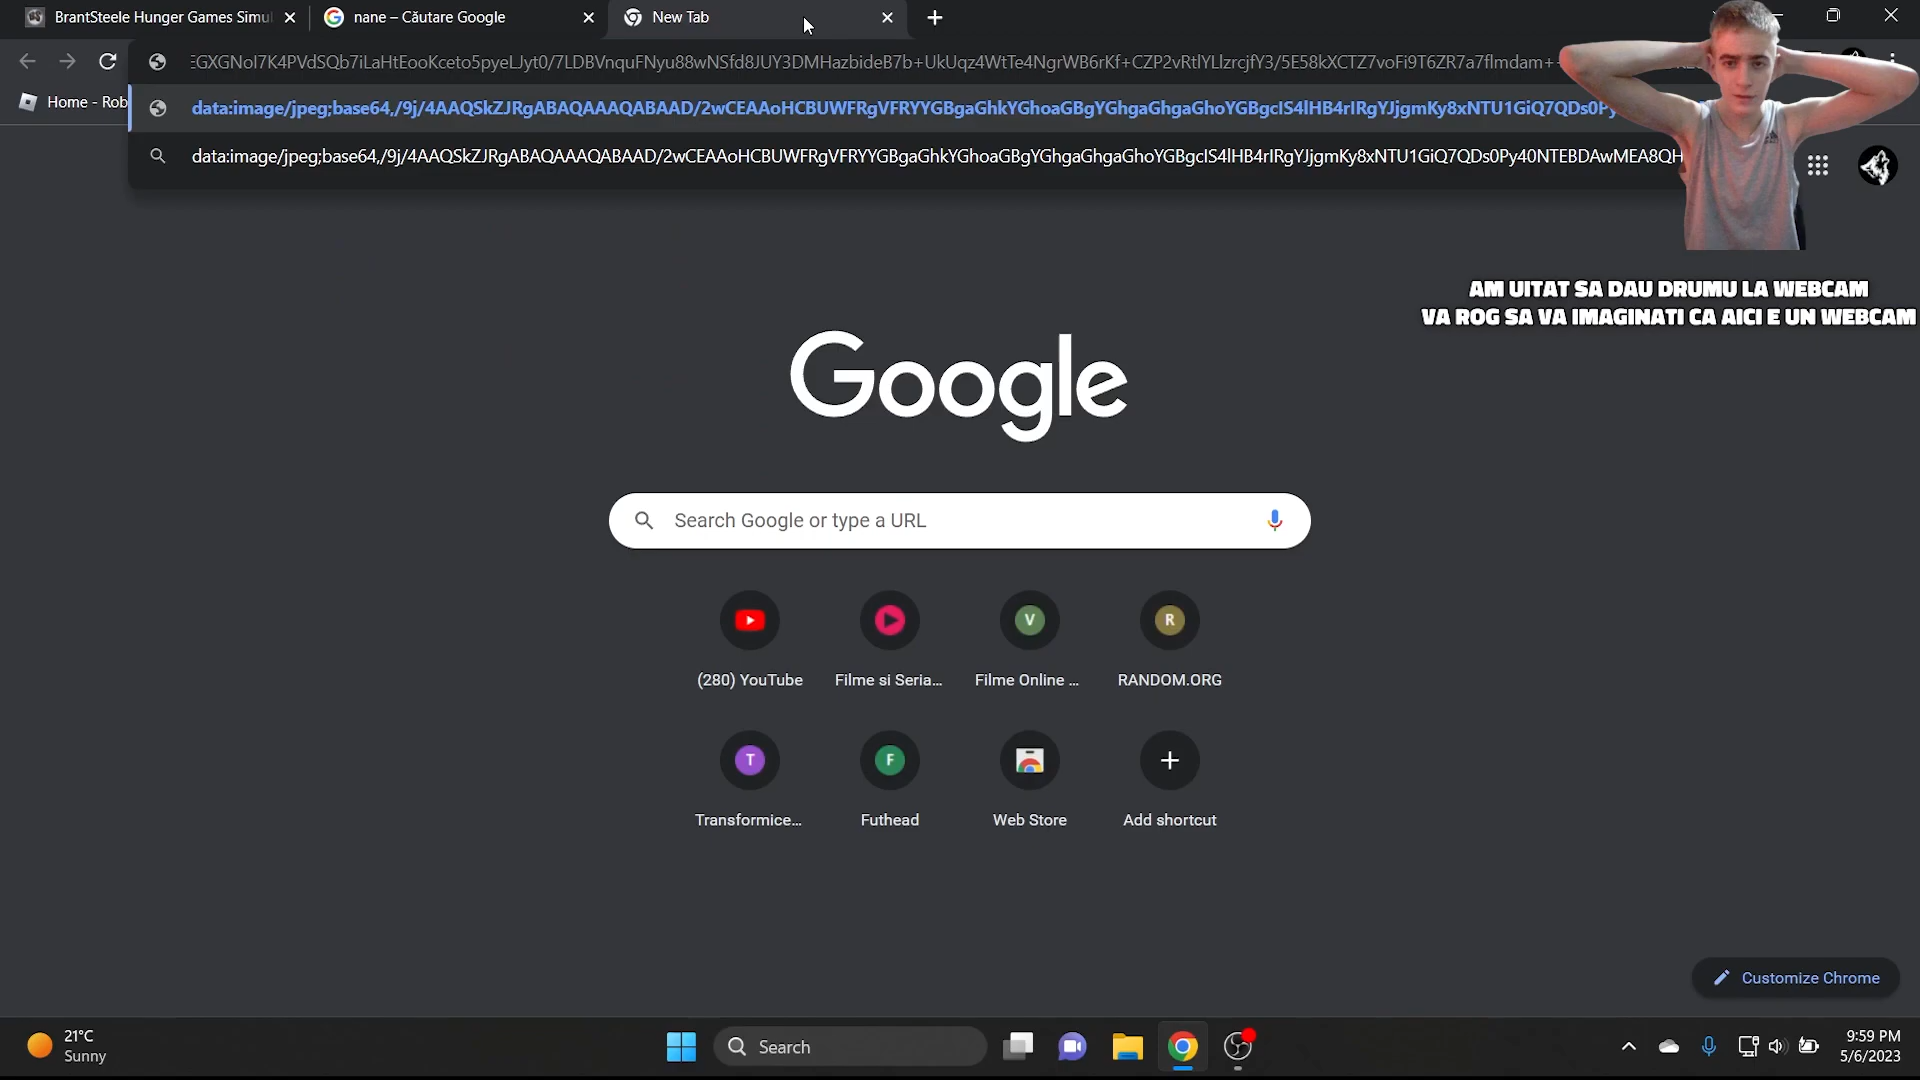 BrantSteele Hunger Games Simul
nane – Căutare Google
New Tab
Home - Rob
data:image/jpeg;base64,/9j/4AAQSkZJRgABAQAAAQABAAD/2wCEAAoHCBUWFRgVFRYYGBgaGhkYGhoaGBgYGhgaGhgaGhoYGBgcIS4lHB4rIRgYJjgmKy8xNTU1GiQ7QDs0Py
data:image/jpeg;base64,/9j/4AAQSkZJRgABAQAAAQABAAD/2wCEAAoHCBUWFRgVFRYYGBgaGhkYGhoaGBgYGhgaGhgaGhoYGBgcIS4lHB4rIRgYJjgmKy8xNTU1GiQ7QDs0Py40NTEBDAwMEA8QH
AM UITAT SA DAU DRUMU LA WEBCAM
VA ROG SA VA IMAGINATI CA AICI E UN WEBCAM
Google
Search Google or type a URL
V
R
(280) YouTube
Filme si Seria...
Filme Online ...
RANDOM.ORG
T
F
Transformice...
Futhead
Web Store
Add shortcut
Customize Chrome
21°C
Sunny
Search
9:59 PM
5/6/2023